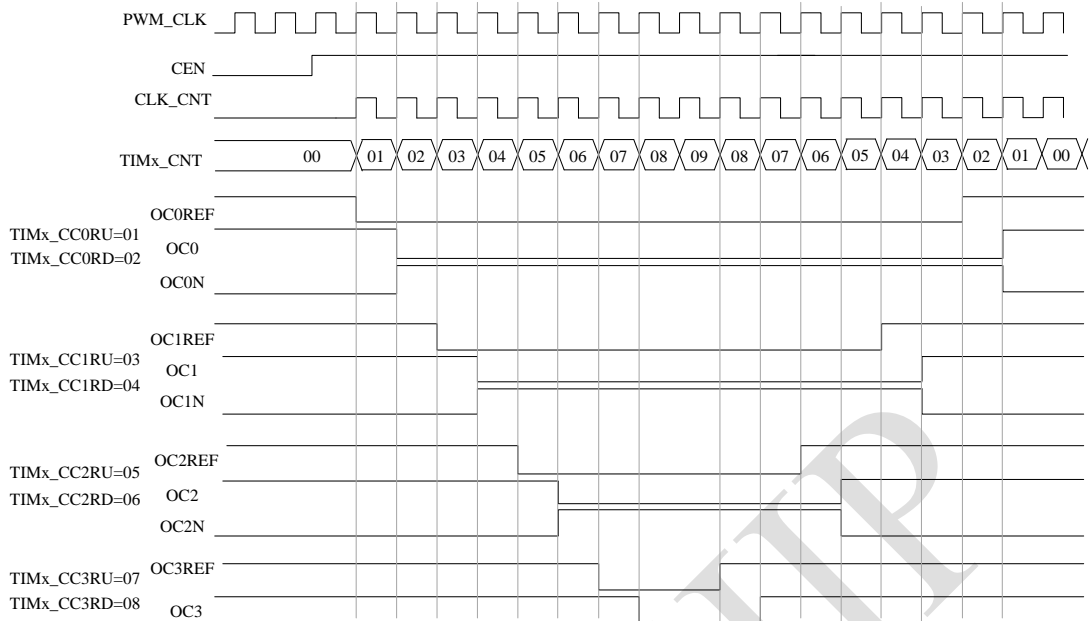 PWM_CLK
CEN
CLK_CNT
TIMx_CNT 00 01 02 03 04 05 06 07 08 09 08 07 06 05 04 03 02 01 00
OC0REF
TIMx_CC0RU=01
OC0
TIMx_CC0RD=02
OC0N
OC1REF
TIMx_CC1RU=03
OC1
TIMx_CC1RD=04
OC1N
OC2REF
TIMx_CC2RU=05
OC2
TIMx_CC2RD=06
OC2N
OC3REF
TIMx_CC3RU=07
TIMx_CC3RD=08
OC3